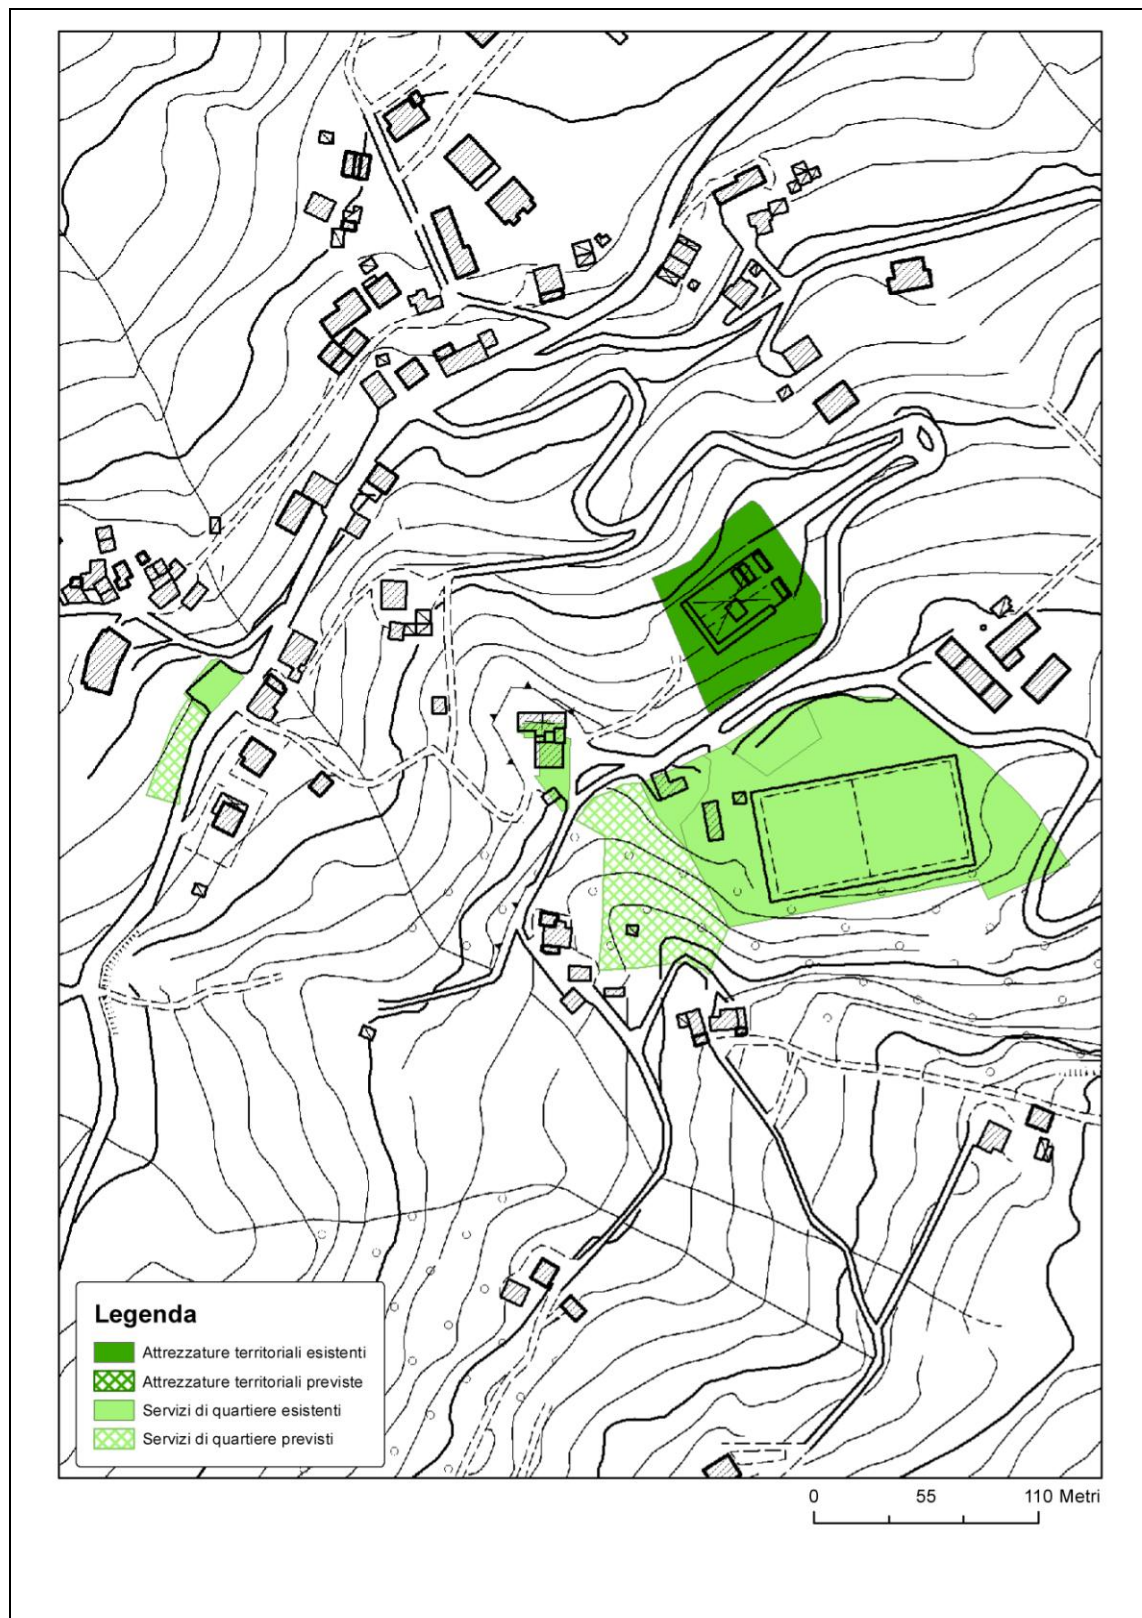 Legenda
Attrezzature territoriali esistenti
Attrezzature territoriali previste
Servizi di quartiere esistenti
Servizi di quartiere previsti
0 55 110 Metri